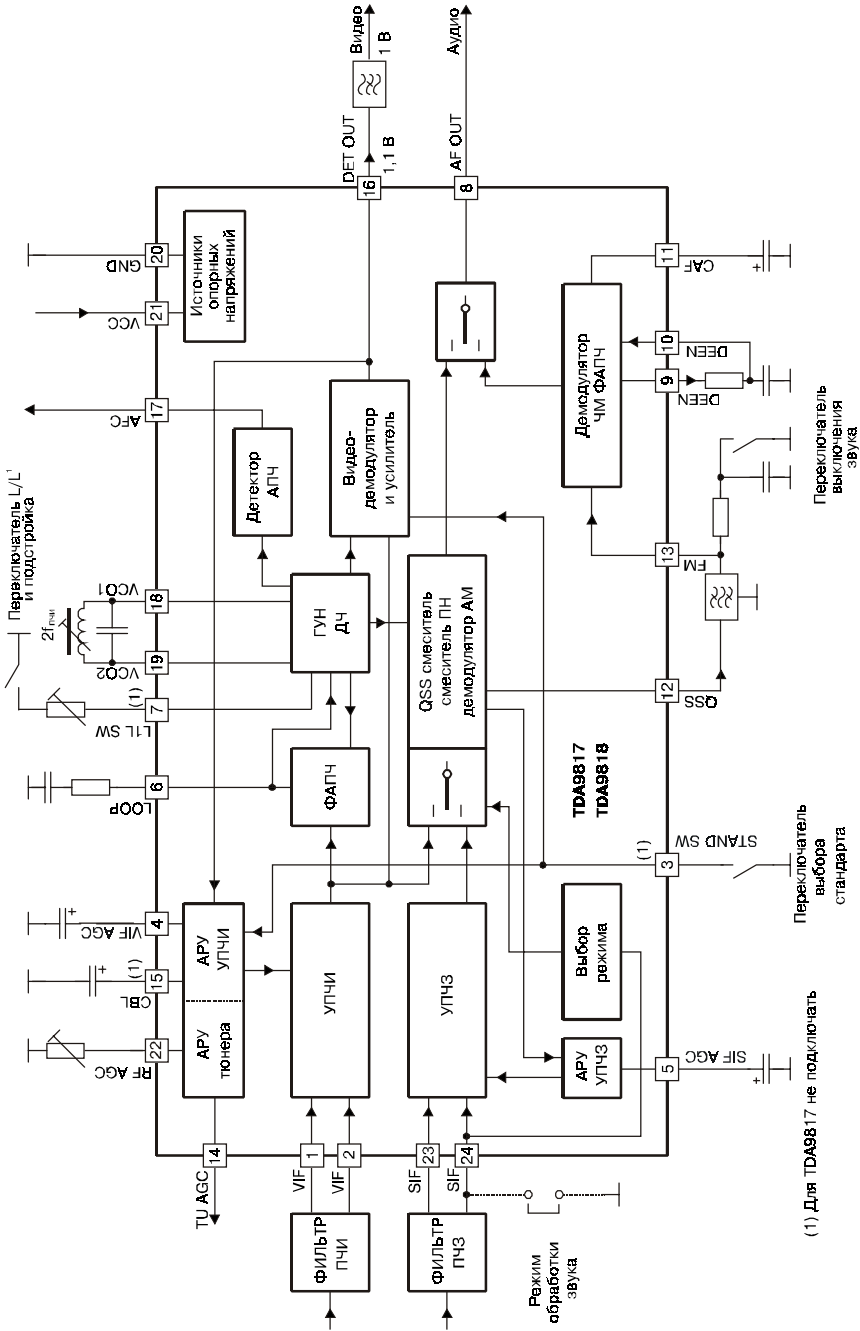 Переключатель L/L'
и подстройка
2fпчи
(1)
(1)
RF AGC
CBL
VIF AGC
LOOP
L1L SW
VCO2
VCO1
AFC
VCC
GND
22
15
4
6
7
19
18
17
21
20
АРУ
тюнера
АРУ
УПЧИ
Детектор
АПЧ
Источники
опорных
напряжений
TU AGC
14
16
DET OUT
1,1 В
Видео
1 В
ФИЛЬТР
ПЧИ
VIF
VIF
1
2
УПЧИ
ФАПЧ
ГУН
ДЧ
Видео-
демодулятор
и усилитель
ФИЛЬТР
ПЧЗ
SIF
SIF
23
24
УПЧЗ
QSS смеситель
смеситель ПН
демодулятор АМ
8
AF OUT
Аудио
Режим
обработки
звука
АРУ
УПЧЗ
Выбор
режима
TDA9817
TDA9818
Демодулятор
ЧМ ФАПЧ
5
3
12
13
9
10
11
SIF AGC
(1)
STAND SW
QSS
FM
DEEN
DEEN
CAF
Переключатель
выбора
стандарта
Переключатель
выключения
звука
(1) Для TDA9817 не подключать